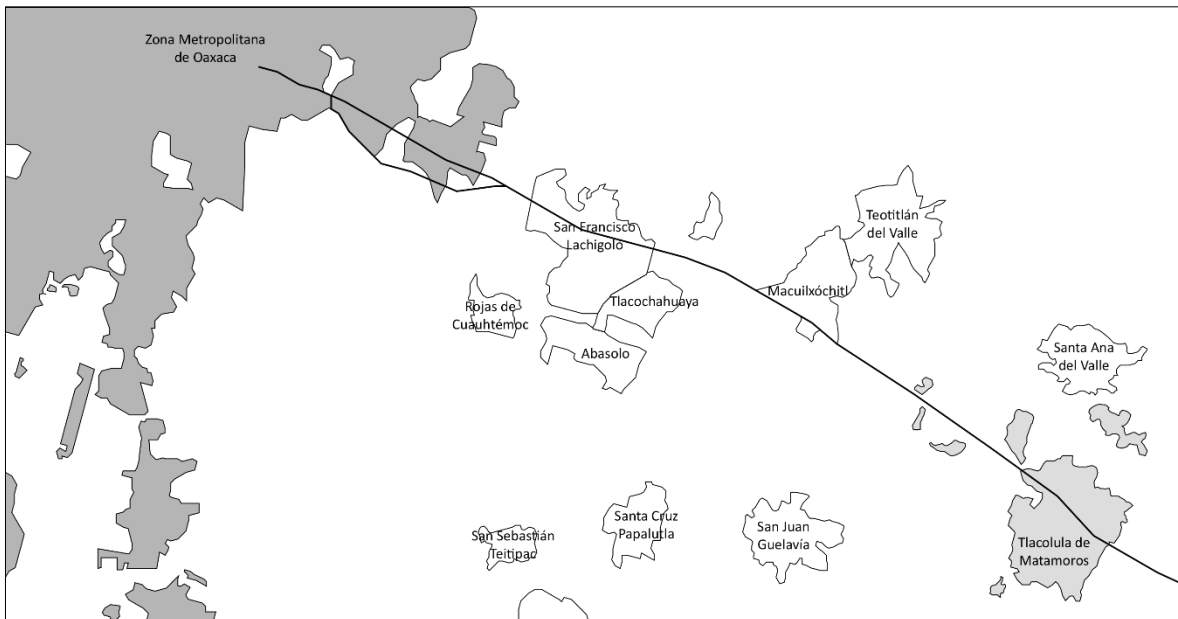 Zona Metropolitana
de Oaxaca
Teotitlán
del Valle
San Francisco
Lachigoló
Macuilxóchitl
Tlacochahuaya
Rojas de
Cuauhtémoc
Abasolo
Santa Ana
del Valle
Santa Cruz
Papalutla
San Juan
Guelavía
San Sebastián
Teitipac
Tlacolula de
Matamoros